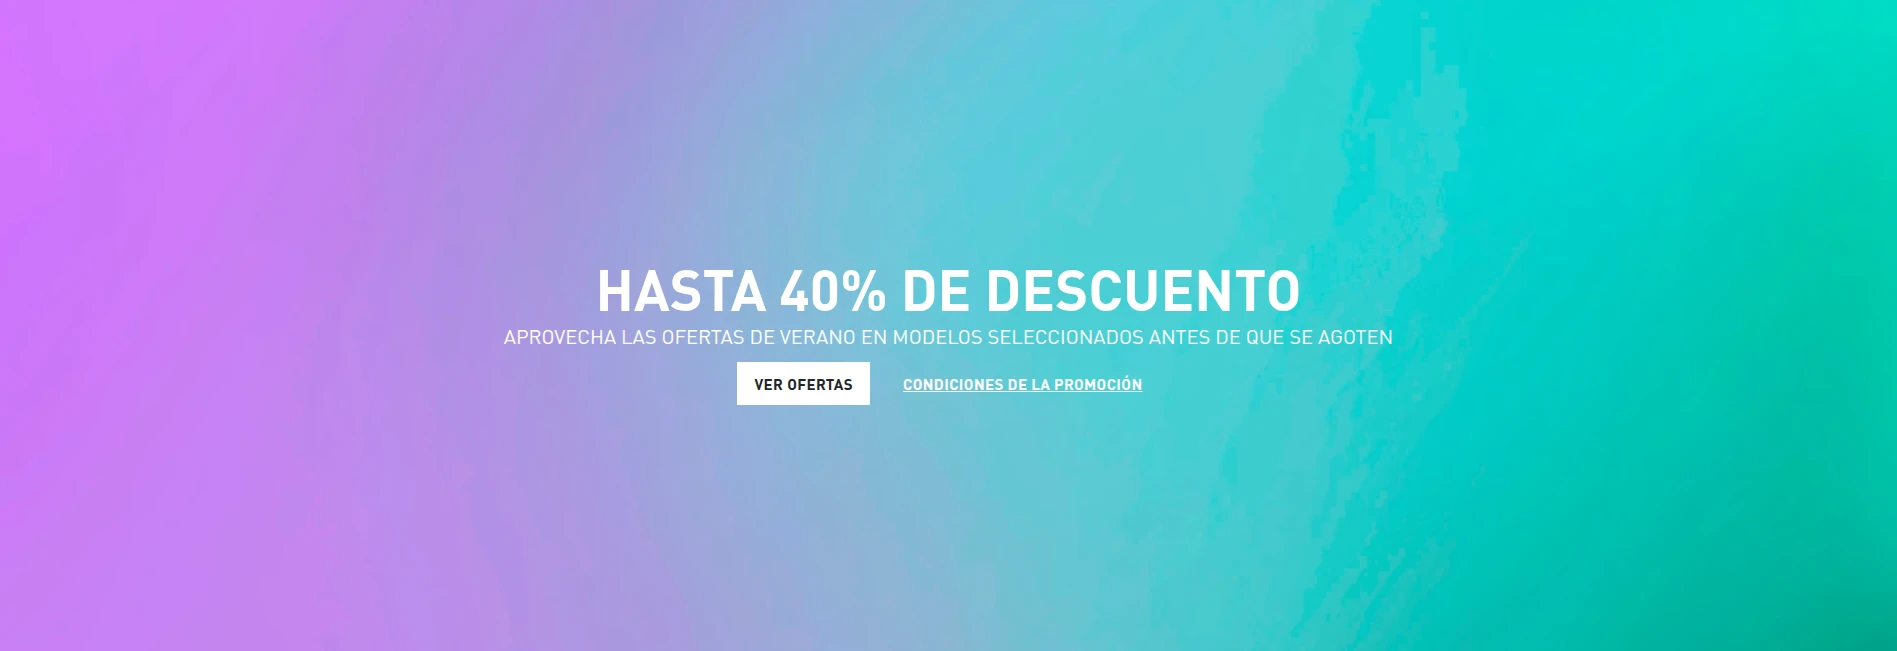 HASTA 40% DE DESCUENTO
APROVECHA LAS OFERTAS DE VERANO EN MODELOS SELECCIONADOS ANTES DE QUE SE AGOTEN
VER OFERTAS
CONDICIONES DE LA PROMOCIÓN